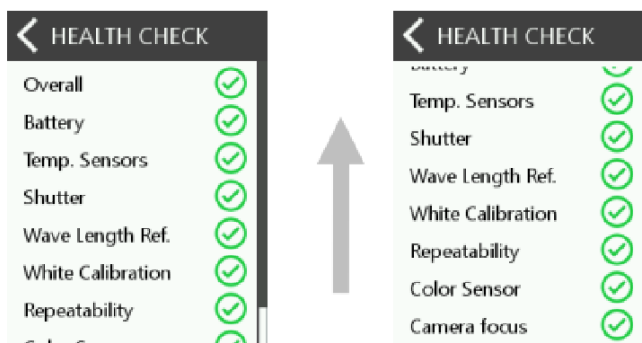 HEALTH CHECK
Overall
Battery
Temp. Sensors
Shutter
Wave Length Ref.
White Calibration
Repeatability
HEALTH CHECK
Battery
Temp. Sensors
Shutter
Wave Length Ref.
White Calibration
Repeatability
Color Sensor
Camera focus